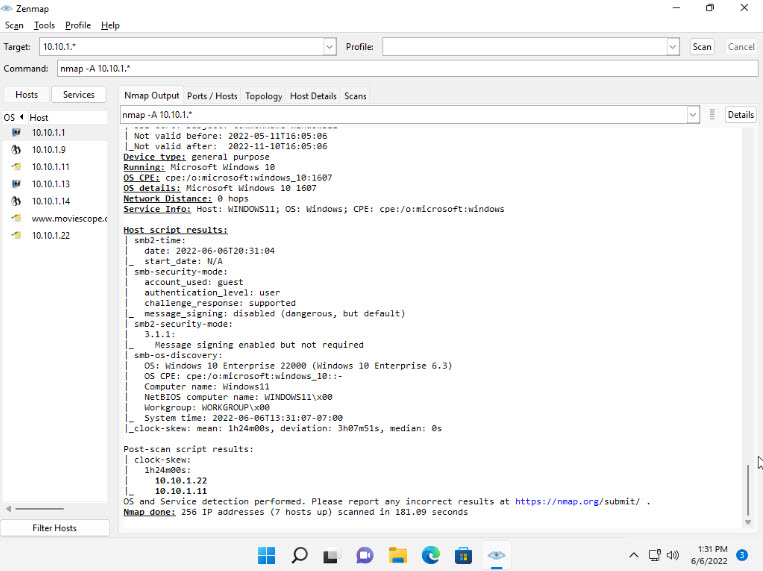 Zenmap
Scan Tools Profile Help
Target: 10.10.1.* Profile: Scan Cancel
Command: nmap -A 10.10.1.*
Hosts Services
Nmap Output Ports / Hosts Topology Host Details Scans
OS Host
nmap -A 10.10.1.* Details
10.10.1.1
10.10.1.9
10.10.1.11
10.10.1.13
10.10.1.14
www.moviescope.c
10.10.1.22
| Not valid before: 2022-05-11T16:05:06
|_Not valid after:  2022-11-10T16:05:06
Device type: general purpose
Running: Microsoft Windows 10
OS CPE: cpe:/o:microsoft:windows_10:1607
OS details: Microsoft Windows 10 1607
Network Distance: 0 hops
Service Info: Host: WINDOWS11; OS: Windows; CPE: cpe:/o:microsoft:windows
Host script results:
| smb2-time:
|   date: 2022-06-06T20:31:04
|_  start_date: N/A
| smb-security-mode:
|   account_used: guest
|   authentication_level: user
|   challenge_response: supported
|_  message_signing: disabled (dangerous, but default)
| smb2-security-mode:
|   3.1.1:
|_    Message signing enabled but not required
| smb-os-discovery:
|   OS: Windows 10 Enterprise 22000 (Windows 10 Enterprise 6.3)
|   OS CPE: cpe:/o:microsoft:windows_10::-
|   Computer name: Windows11
|   NetBIOS computer name: WINDOWS11\x00
|   Workgroup: WORKGROUP\x00
|_  System time: 2022-06-06T13:31:07-07:00
|_clock-skew: mean: 1h24m00s, deviation: 3h07m51s, median: 0s
Post-scan script results:
| clock-skew:
|   1h24m00s:
|     10.10.1.22
|_    10.10.1.11
OS and Service detection performed. Please report any incorrect results at https://nmap.org/submit/ .
Nmap done: 256 IP addresses (7 hosts up) scanned in 181.09 seconds
Filter Hosts
1:31 PM
6/6/2022
3